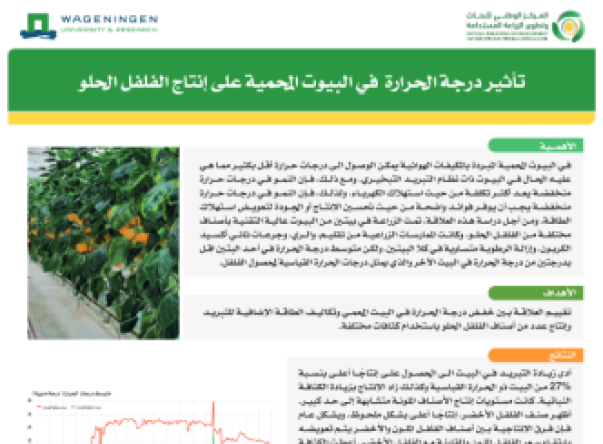 WAGENINGEN
UNIVERSITY & RESEARCH
المركز الوطني لأبحاث
وتطوير الزراعة المستدامة
تأثير درجة الحرارة في البيوت المحمية على إنتاج الفلفل الحلو
الأهمية
في البيوت المحمية المبردة بالمكيفات الهوائية يمكن الوصول الى درجات حرارة أقل بكثير مما هي
عليه الحال في البيوت ذات نظام التبريد التبخيري. ومع ذلك، فإن النمو في درجات حرارة
منخفضة يعد أكثر تكلفة من حيث استهلاك الكهرباء. ولذلك، فإن النمو في درجات حرارة
منخفضة يجب أن يوفر فوائد واضحة من حيث تحسين الإنتاج أو الجودة لتعويض استهلاك
الطاقة. ومن أجل دراسة هذه العلاقة، تمت الزراعة في بيتين من بيوت عالية التقنية بأصناف
مختلفة من الفلفل الحلو. وكانت الممارسات الزراعية من تقليم، والري، وجرعات ثاني أكسيد
الكربون، وإزالة الرطوبة متساوية في كلا البيتين. ولكن متوسط درجة الحرارة في أحد البيتين اقل
بدرجتين من درجة الحرارة في البيت الآخر والذي يمثل درجات الحرارة القياسية لمحصول الفلفل.
الأهداف
تقييم العلاقة بين خفض درجة الحرارة في البيت المحمي وتكاليف الطاقة الإضافية للتبريد
وإنتاج عدد من أصناف الفلفل الحلو باستخدام كثافات مختلفة.
النتائج
أدى زيادة التبريد في البيت الى الحصول على إنتاجا أعلى بنسبة
27% من البيت ذو الحرارة القياسية وكذلك زاد الانتاج بزيادة الكثافة
النباتية. كانت مستويات إنتاج الأصناف الملونة متشابهة إلى حد كبير.
أظهر صنف الفلفل الأخضر، إنتاجا أعلى بشكل ملحوظ. وبشكل عام
فإن فرق الإنتاجية بين أصناف الفلفل الملون والأخضر يتم تعويضه